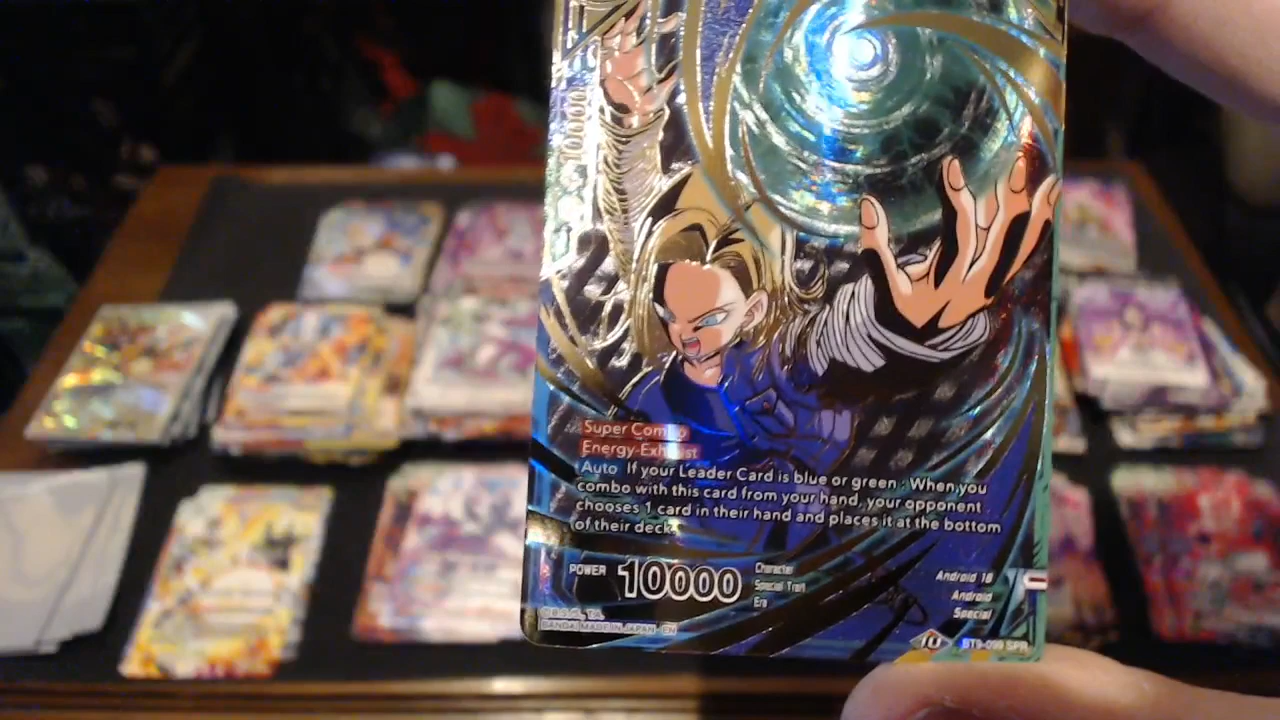 10000
Super Combo
Energy-Exhaust
Auto If your Leader Card is blue or green : When you
combo with this card from your hand, your opponent
chooses 1 card in their hand and places it at the bottom
of their deck.
POWER 10000
Character
Special Trait
Era
Android 18
Android
Special
BANDAI MADE IN JAPAN EN
BT9-099 SPR